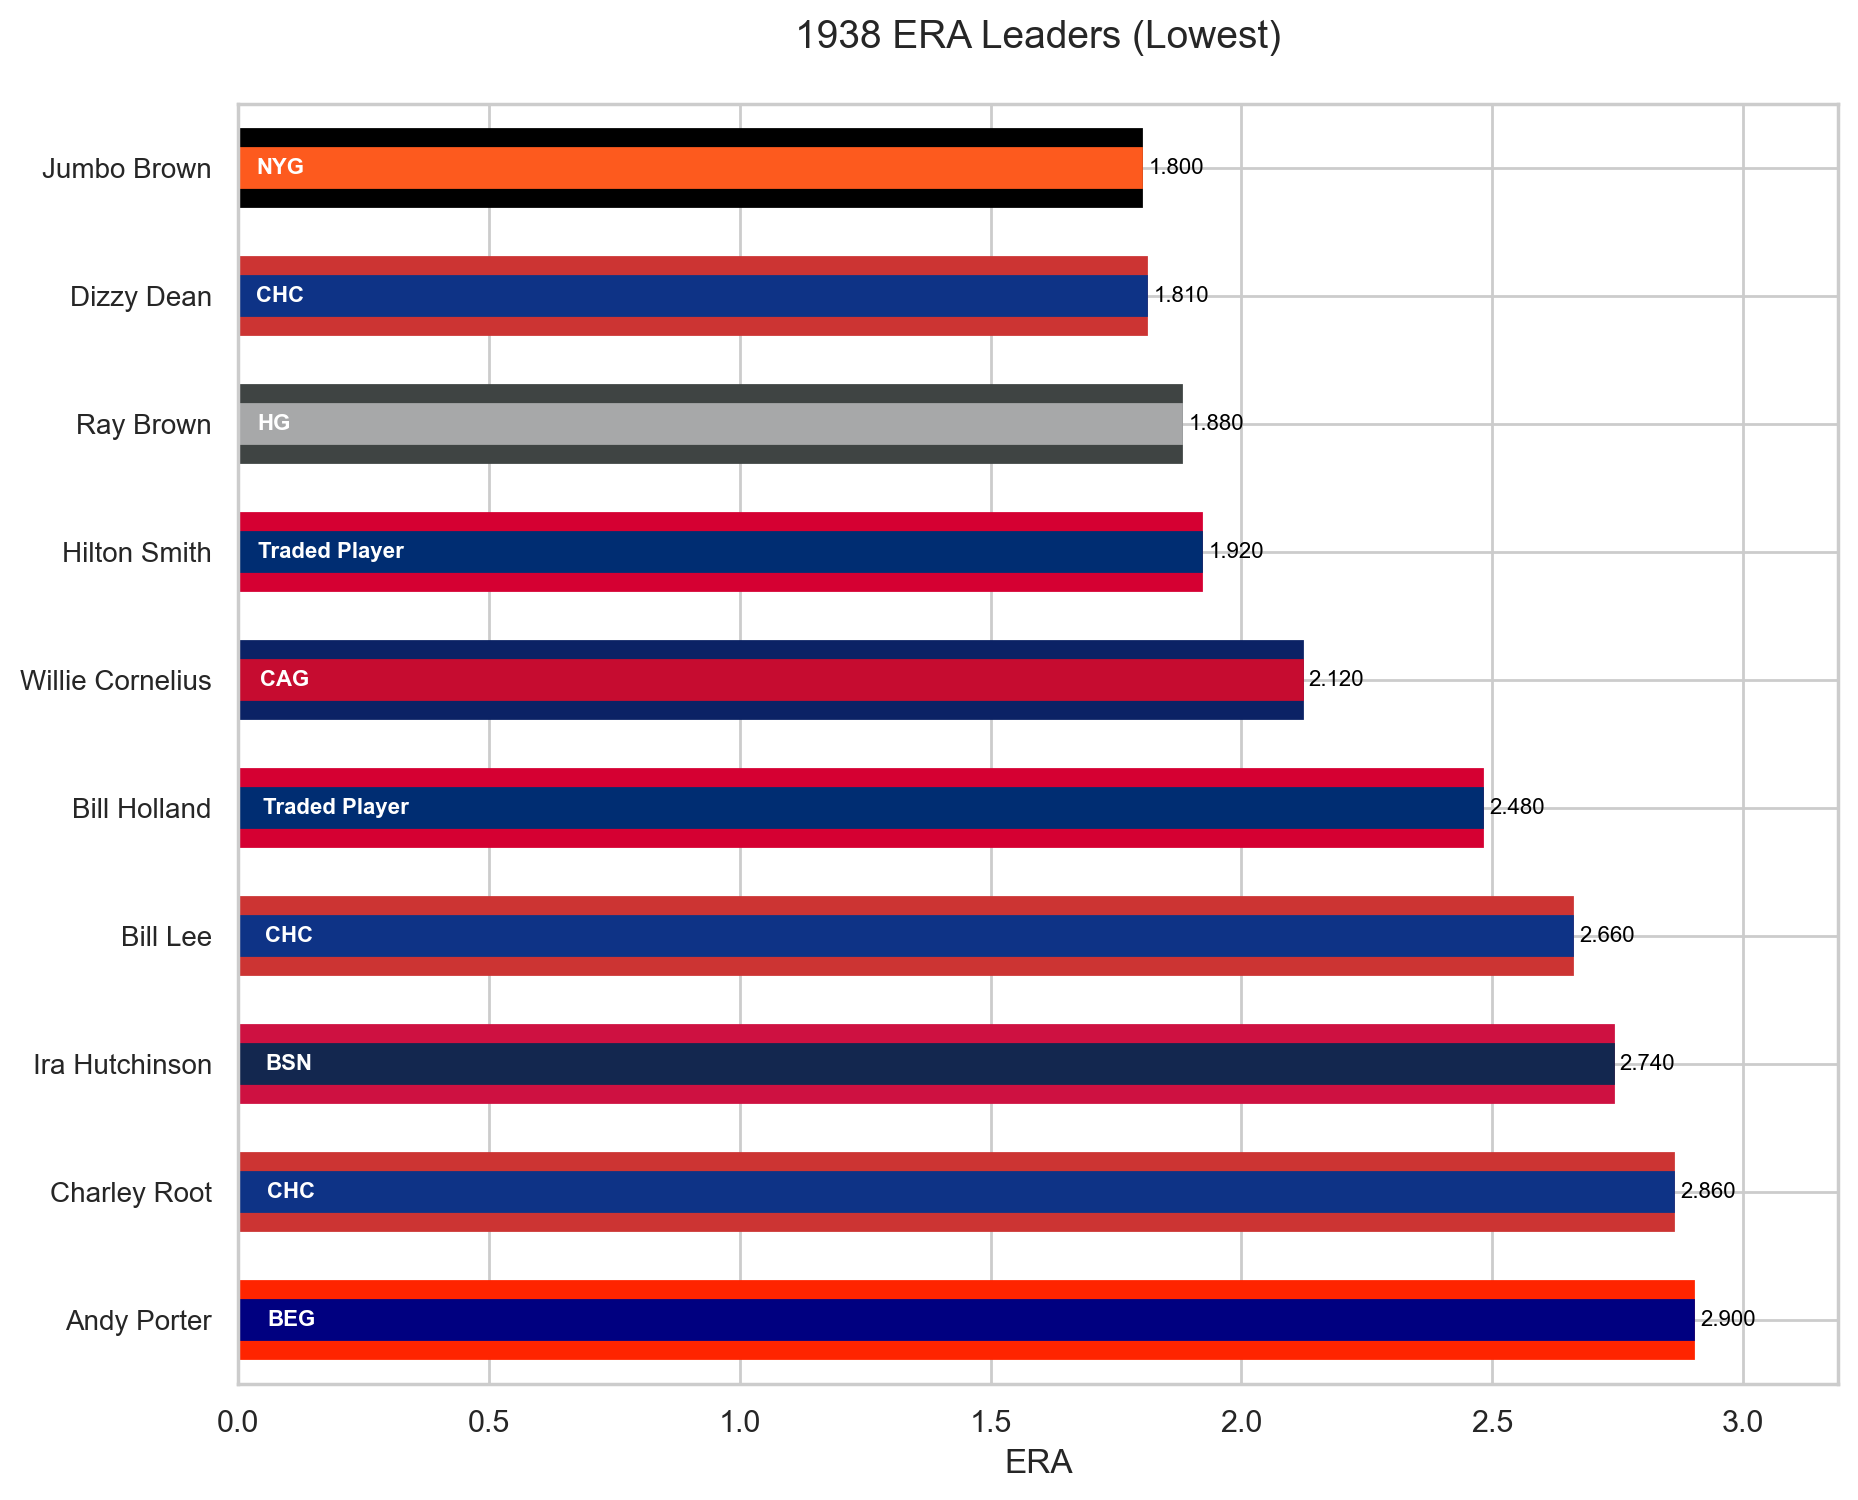 1938 ERA Leaders (Lowest)
Jumbo Brown NYG 1.800
Dizzy Dean CHC 1.810
Ray Brown HG 1.880
Hilton Smith Traded Player 1.920
Willie Cornelius CAG 2.120
Bill Holland Traded Player 2.480
Bill Lee CHC 2.660
Ira Hutchinson BSN 2.740
Charley Root CHC 2.860
Andy Porter BEG 2.900
0.0 0.5 1.0 1.5 2.0 2.5 3.0
ERA